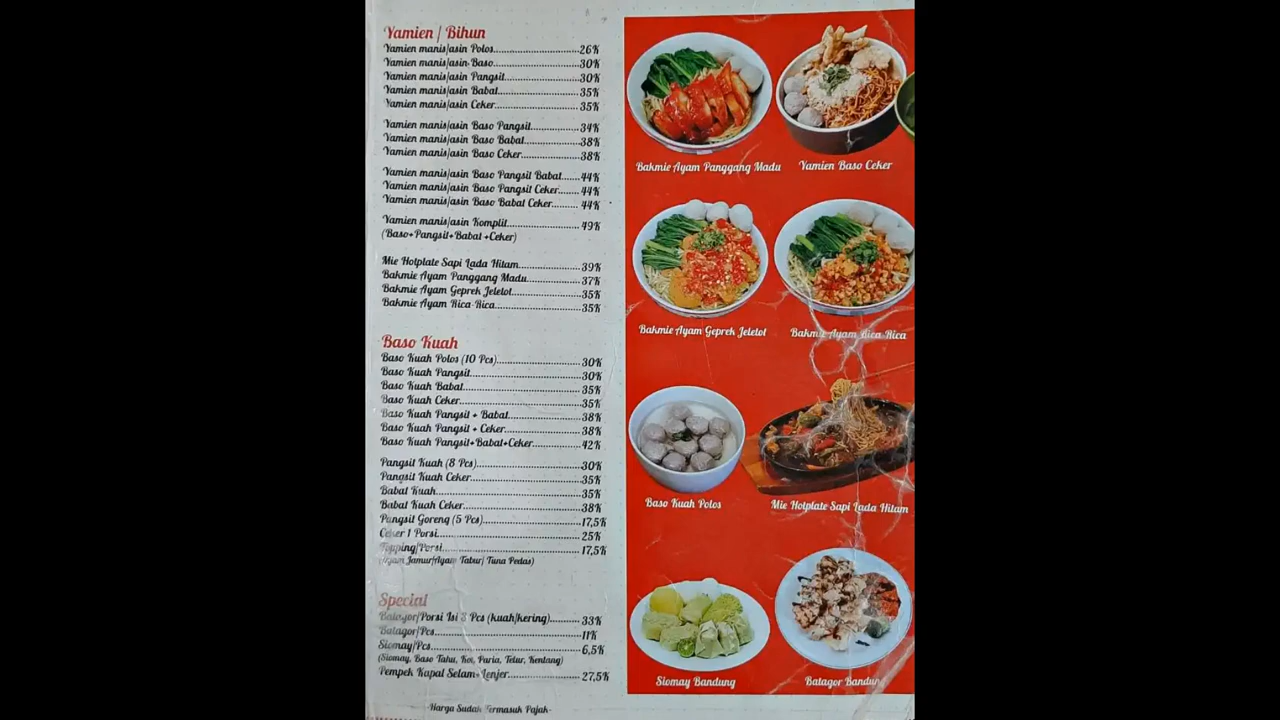 Yamien / Bihun
Yamien manis/asin Polos 26K
Yamien manis/asin Baso 30K
Yamien manis/asin Pangsit 30K
Yamien manis/asin Babat 35K
Yamien manis/asin Ceker 35K
Yamien manis/asin Baso Pangsit 34K
Yamien manis/asin Baso Babat 38K
Yamien manis/asin Baso Ceker 38K
Yamien manis/asin Baso Pangsit Babat 44K
Yamien manis/asin Baso Pangsit Ceker 44K
Yamien manis/asin Baso Babat Ceker 44K
Yamien manis/asin Komplit 49K
(Baso+Pangsit+Babat+Ceker)
Mie Hotplate Sapi Lada Hitam 39K
Bakmie Ayam Panggang Madu 37K
Bakmie Ayam Geprek Jeletot 35K
Bakmie Ayam Rica-Rica 35K
Baso Kuah
Baso Kuah Polos (10 Pcs) 30K
Baso Kuah Pangsit 30K
Baso Kuah Babat 35K
Baso Kuah Ceker 35K
Baso Kuah Pangsit + Babat 38K
Baso Kuah Pangsit + Ceker 38K
Baso Kuah Pangsit+Babat+Ceker 42K
Pangsit Kuah (8 Pcs) 30K
Pangsit Kuah Ceker 35K
Babat Kuah 35K
Babat Kuah Ceker 38K
Pangsit Goreng (5 Pcs) 17,5K
Ceker 1 Porsi 25K
Topping/Porsi 17,5K
(Ayam Jamur/Ayam Tabur/ Tuna Pedas)
Special
Batagor/Porsi Isi 3 Pcs (kuah/kering) 33K
Batagor/Pcs 11K
Siomay/Pcs 6,5K
(Siomay, Baso Tahu, Kol, Paria, Telur, Kentang)
Pempek Kapal Selam+Lenjer 27,5K
-Harga Sudah Termasuk Pajak-
Bakmie Ayam Panggang Madu
Yamien Baso Ceker
Bakmie Ayam Geprek Jeletot
Bakmie Ayam Rica Rica
Baso Kuah Polos
Mie Hotplate Sapi Lada Hitam
Siomay Bandung
Batagor Bandung